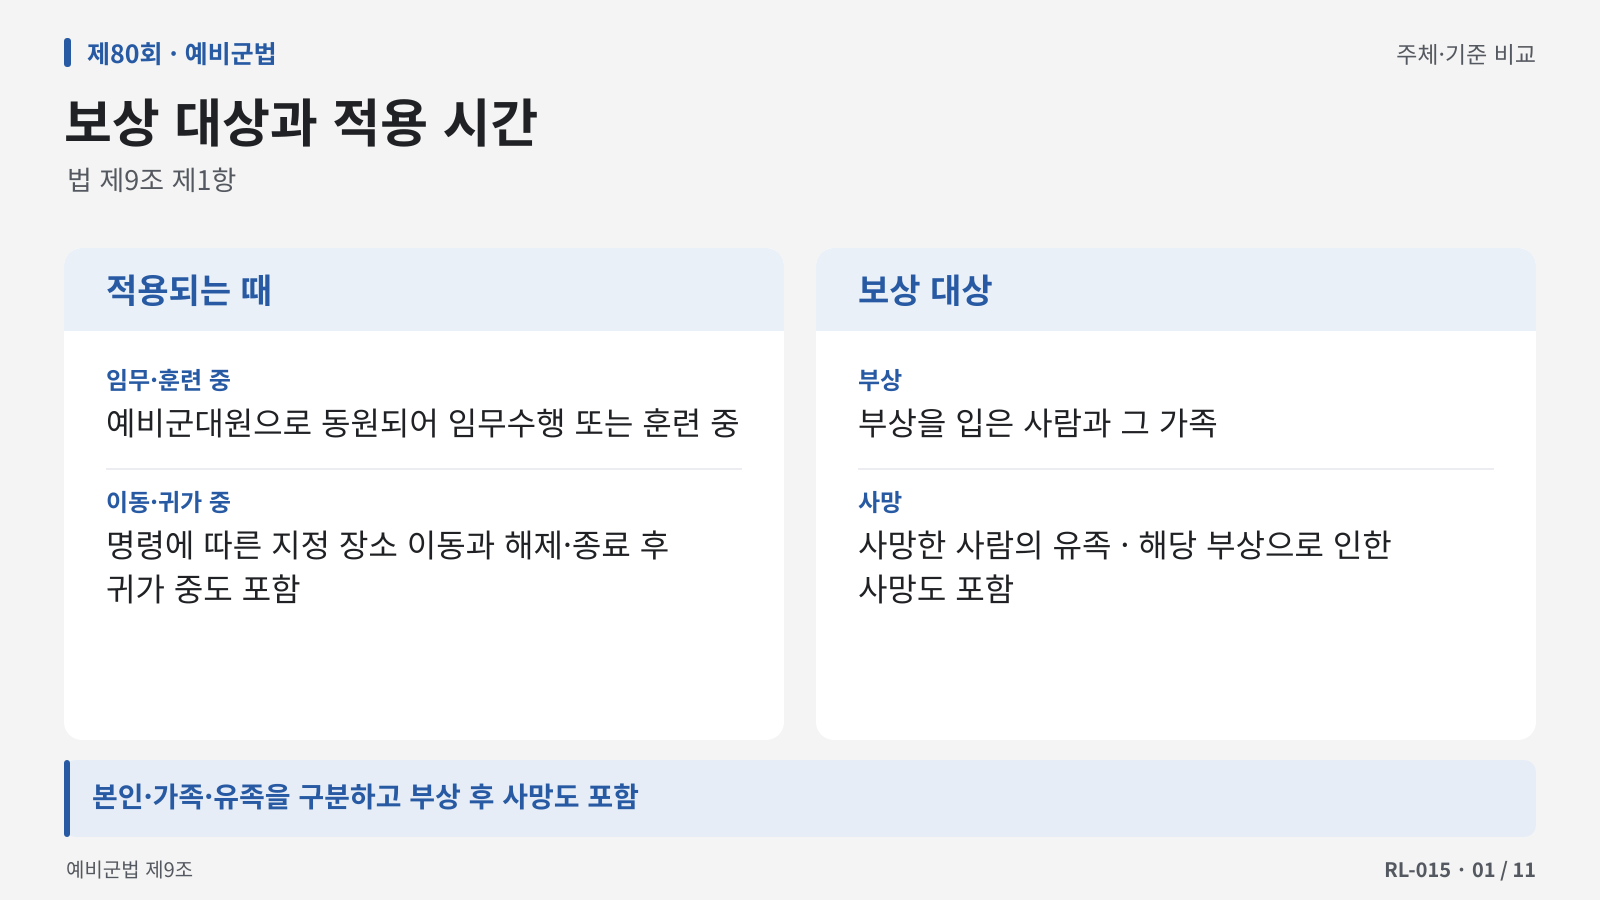 제80회 · 예비군법
주체·기준 비교
보상 대상과 적용 시간
법 제9조 제1항
적용되는 때
임무·훈련 중
예비군대원으로 동원되어 임무수행 또는 훈련 중
이동·귀가 중
명령에 따른 지정 장소 이동과 해제·종료 후
귀가 중도 포함
보상 대상
부상
부상을 입은 사람과 그 가족
사망
사망한 사람의 유족 · 해당 부상으로 인한
사망도 포함
본인·가족·유족을 구분하고 부상 후 사망도 포함
예비군법 제9조
RL-015 · 01 / 11